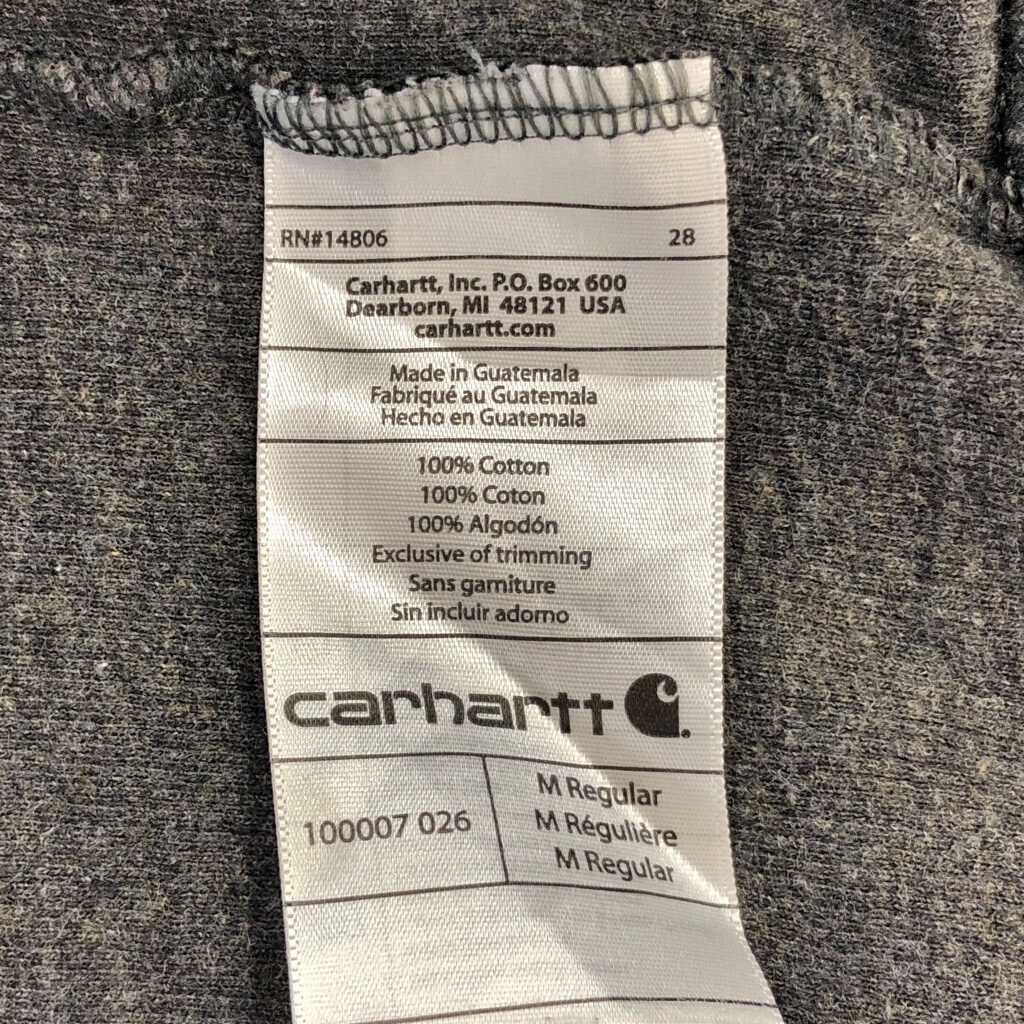 RN#14806 28
Carhartt, Inc. P.O. Box 600
Dearborn, MI 48121 USA
carhartt.com
Made in Guatemala
Fabriqué au Guatemala
Hecho en Guatemala
100% Cotton
100% Coton
100% Algodón
Exclusive of trimming
Sans garniture
Sin incluir adorno
carhartt
100007 026
M Regular
M Régulière
M Regular